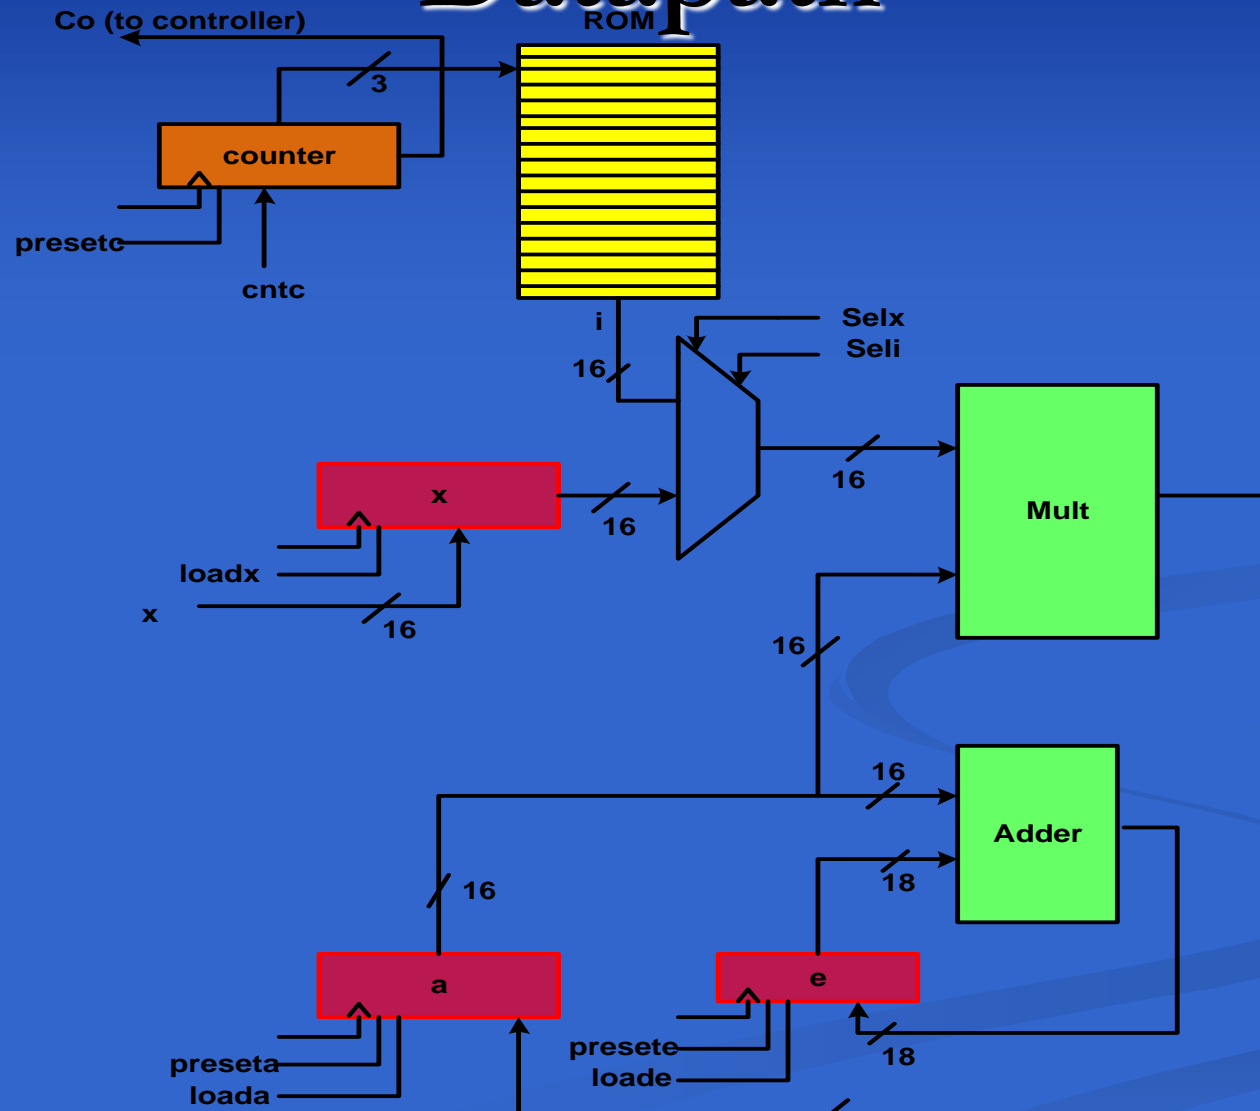 Datapath
Co (to controller)
ROM
3
counter
presetc
cntc
i
Selx
Seli
16
16
x
16
Mult
loadx
x
16
16
16
Adder
16
18
a
e
preseta
loada
presete
loade
18